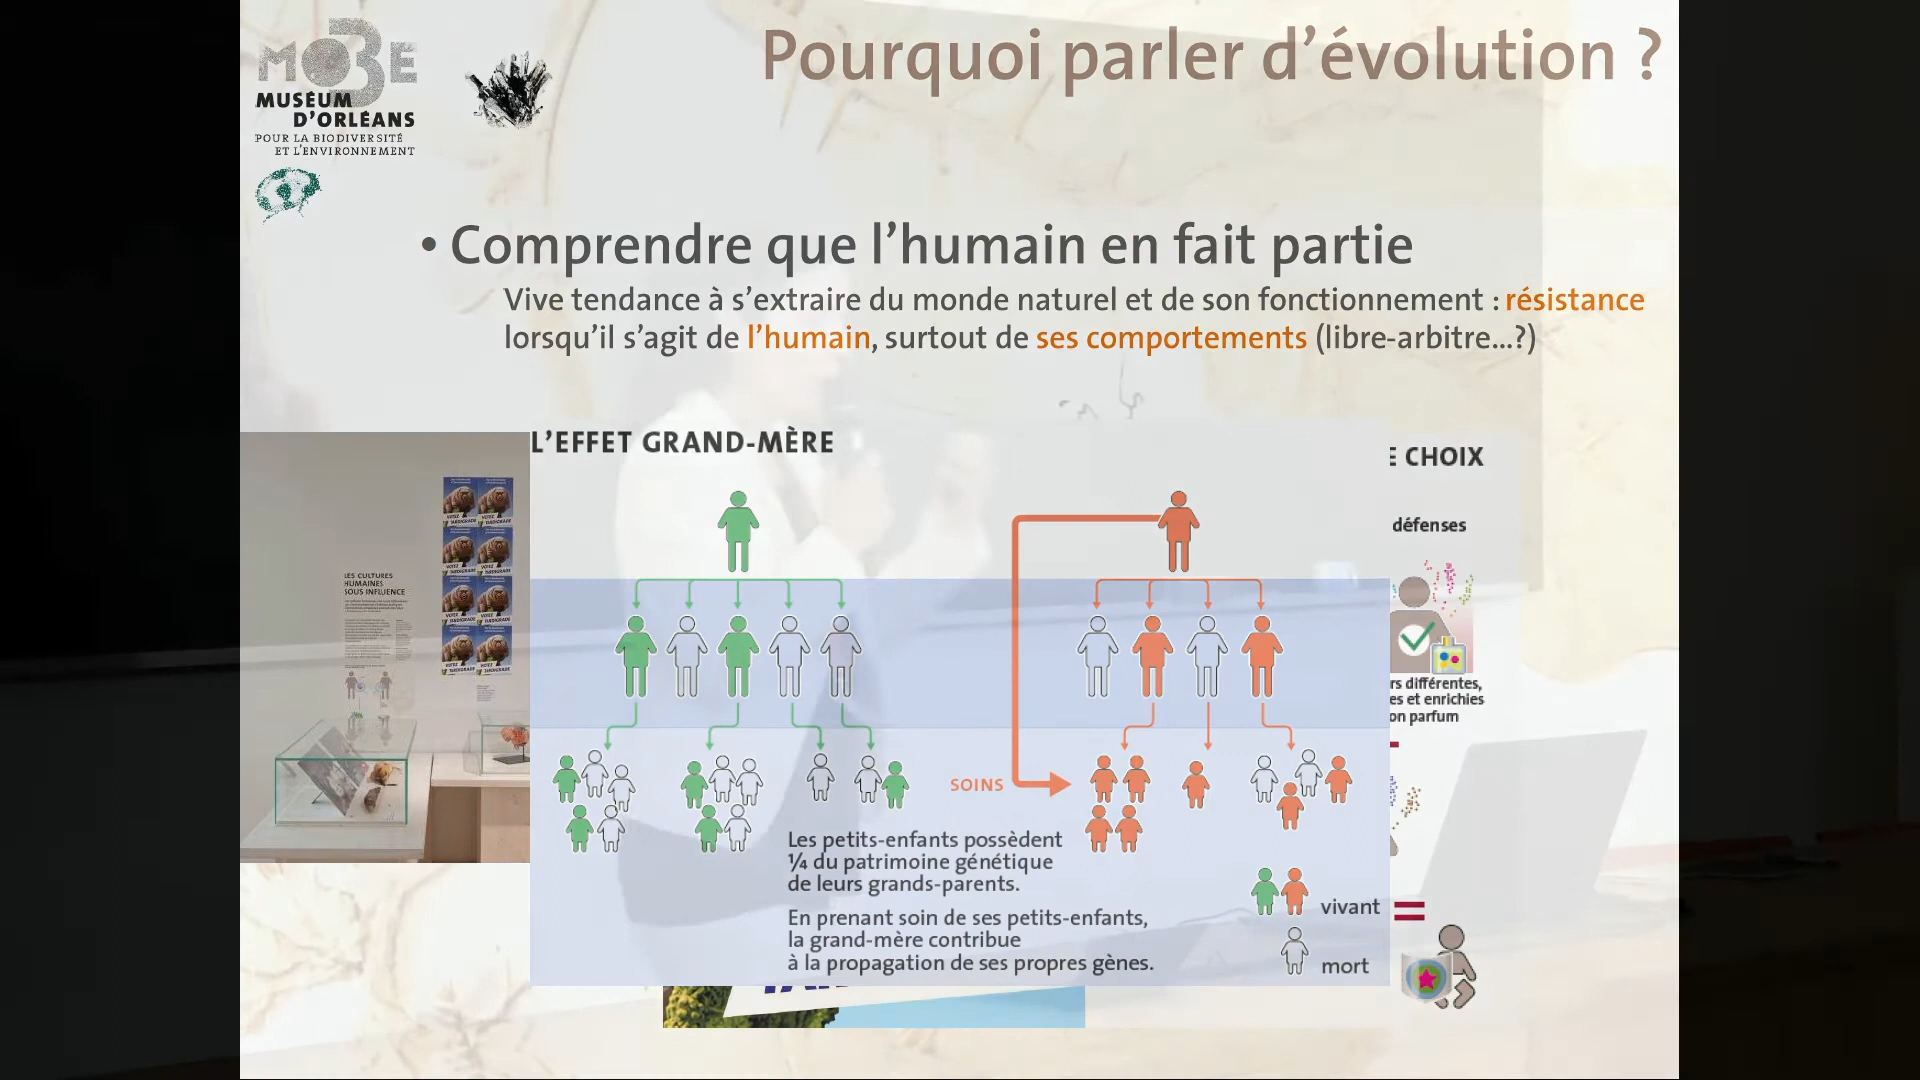 MOBE
MUSÉUM
D'ORLÉANS
POUR LA BIODIVERSITÉ
ET L'ENVIRONNEMENT
Pourquoi parler d'évolution ?
• Comprendre que l'humain en fait partie
Vive tendance à s'extraire du monde naturel et de son fonctionnement : résistance
lorsqu'il s'agit de l'humain, surtout de ses comportements (libre-arbitre...?)
L'EFFET GRAND-MÈRE
E CHOIX
défenses
LES CULTURES
HUMAINES
SOUS INFLUENCE
VOTEZ
TARDIGRADE
rs différentes,
es et enrichies
on parfum
SOINS
Les petits-enfants possèdent
¼ du patrimoine génétique
de leurs grands-parents.
En prenant soin de ses petits-enfants,
la grand-mère contribue
à la propagation de ses propres gènes.
vivant
mort